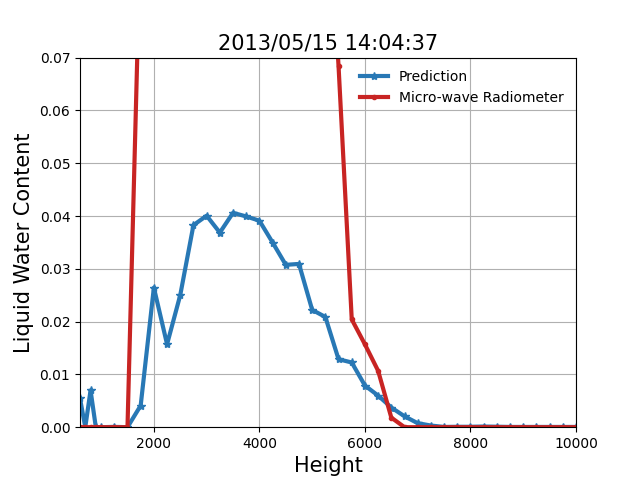 2013/05/15 14:04:37
Prediction
Micro-wave Radiometer
Liquid Water Content
0.07
0.06
0.05
0.04
0.03
0.02
0.01
0.00
2000 4000 6000 8000 10000
Height